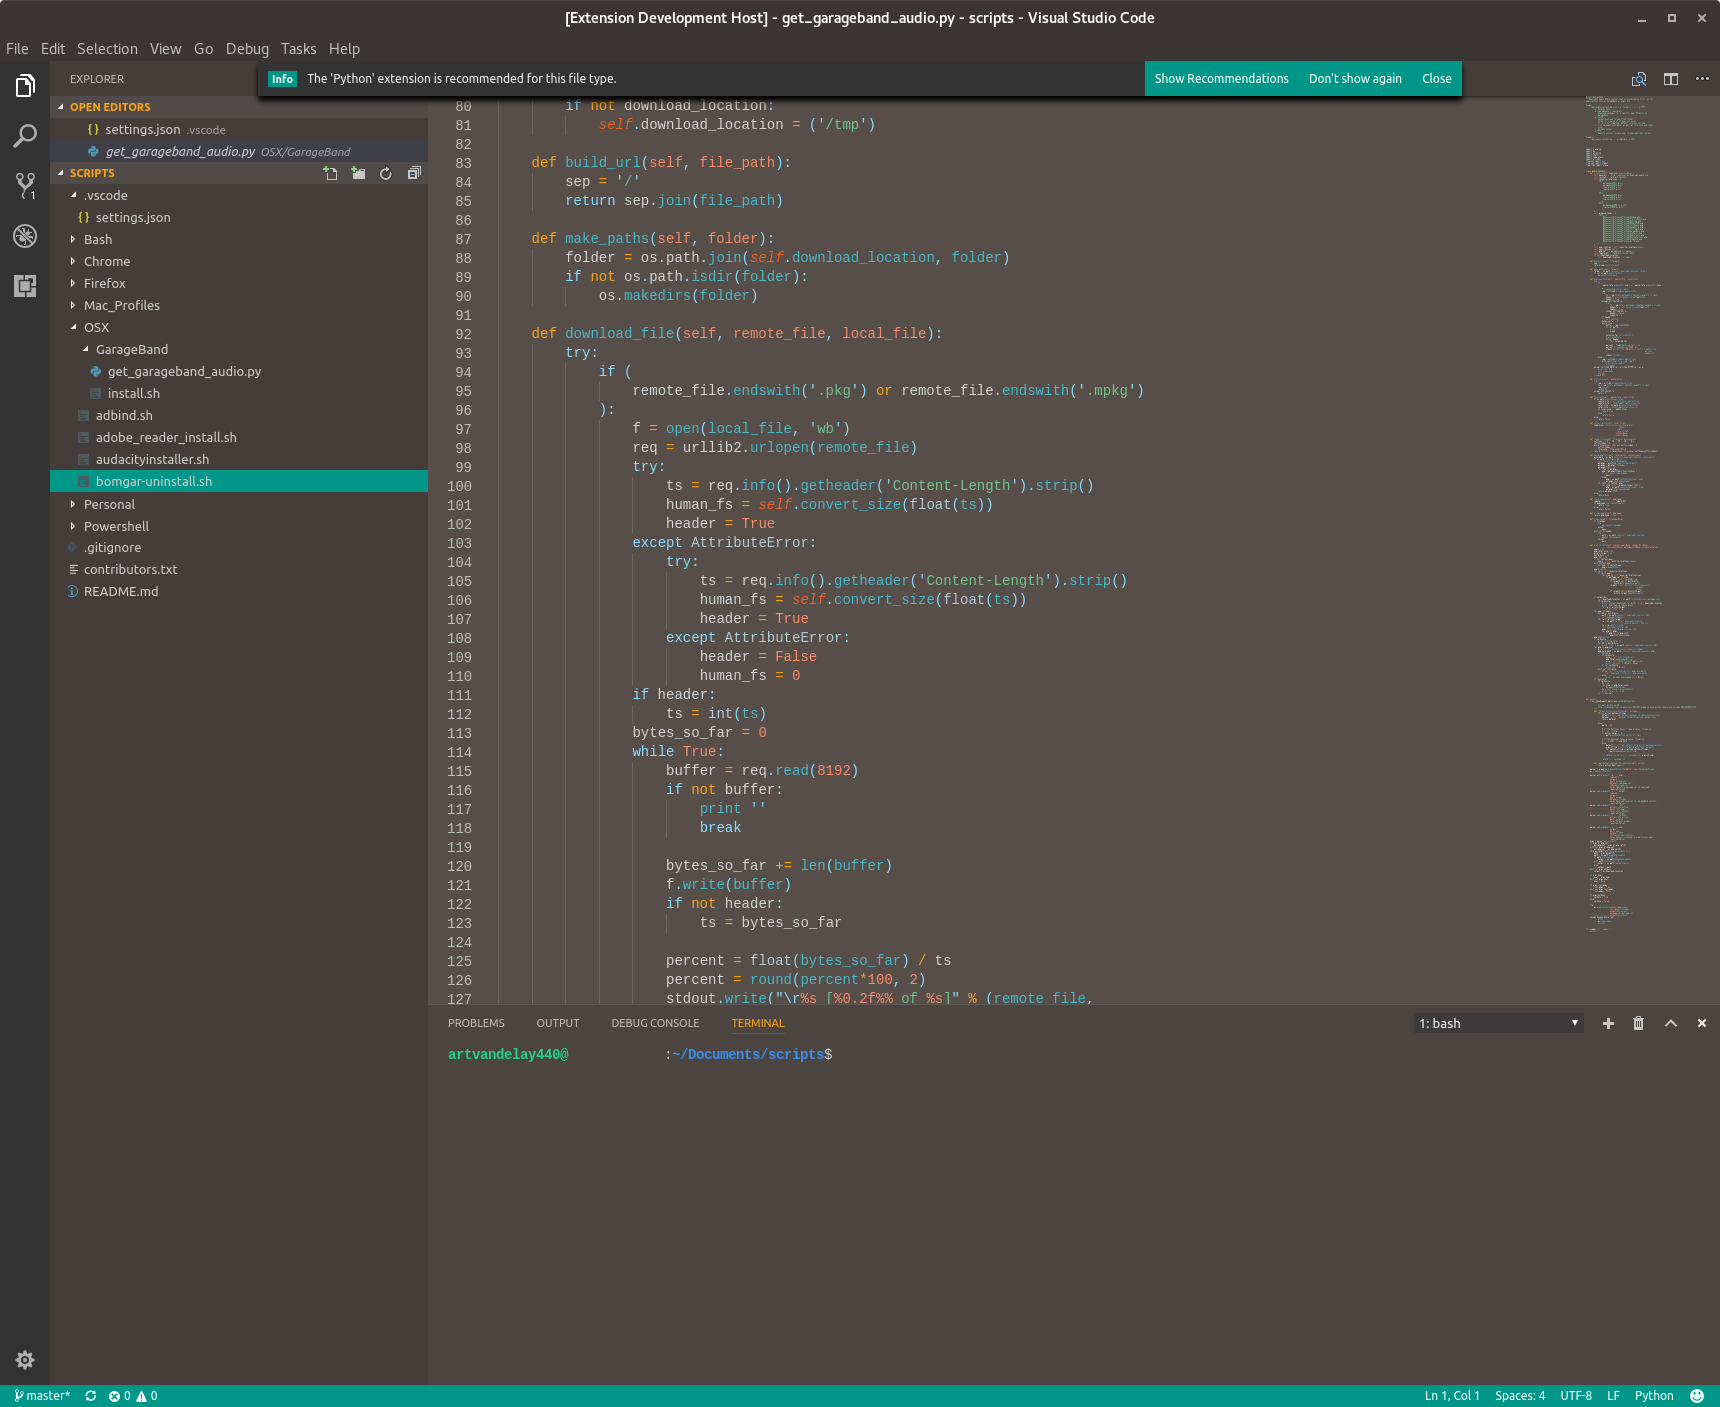 [Extension Development Host] - get_garageband_audio.py - scripts - Visual Studio Code
File Edit Selection View Go Debug Tasks Help
EXPLORER
Info The 'Python' extension is recommended for this file type. Show Recommendations Don't show again Close
OPEN EDITORS
{} settings.json .vscode
get_garageband_audio.py OSX/GarageBand
SCRIPTS
.vscode
{} settings.json
Bash
Chrome
Firefox
Mac_Profiles
OSX
GarageBand
get_garageband_audio.py
install.sh
adbind.sh
adobe_reader_install.sh
audacityinstaller.sh
bomgar-uninstall.sh
Personal
Powershell
.gitignore
contributors.txt
README.md
1
80 if not download_location:
81 self.download_location = ('/tmp')
82
83 def build_url(self, file_path):
84 sep = '/'
85 return sep.join(file_path)
86
87 def make_paths(self, folder):
88 folder = os.path.join(self.download_location, folder)
89 if not os.path.isdir(folder):
90 os.makedirs(folder)
91
92 def download_file(self, remote_file, local_file):
93 try:
94 if (
95 remote_file.endswith('.pkg') or remote_file.endswith('.mpkg')
96 ):
97 f = open(local_file, 'wb')
98 req = urllib2.urlopen(remote_file)
99 try:
100 ts = req.info().getheader('Content-Length').strip()
101 human_fs = self.convert_size(float(ts))
102 header = True
103 except AttributeError:
104 try:
105 ts = req.info().getheader('Content-Length').strip()
106 human_fs = self.convert_size(float(ts))
107 header = True
108 except AttributeError:
109 header = False
110 human_fs = 0
111 if header:
112 ts = int(ts)
113 bytes_so_far = 0
114 while True:
115 buffer = req.read(8192)
116 if not buffer:
117 print ''
118 break
119
120 bytes_so_far += len(buffer)
121 f.write(buffer)
122 if not header:
123 ts = bytes_so_far
124
125 percent = float(bytes_so_far) / ts
126 percent = round(percent*100, 2)
127 stdout.write("\r%s [%0.2f%% of %s]" % (remote_file,
PROBLEMS OUTPUT DEBUG CONSOLE TERMINAL 1: bash
artvandelay440@ :~/Documents/scripts$
master* 0 0 Ln 1, Col 1 Spaces: 4 UTF-8 LF Python